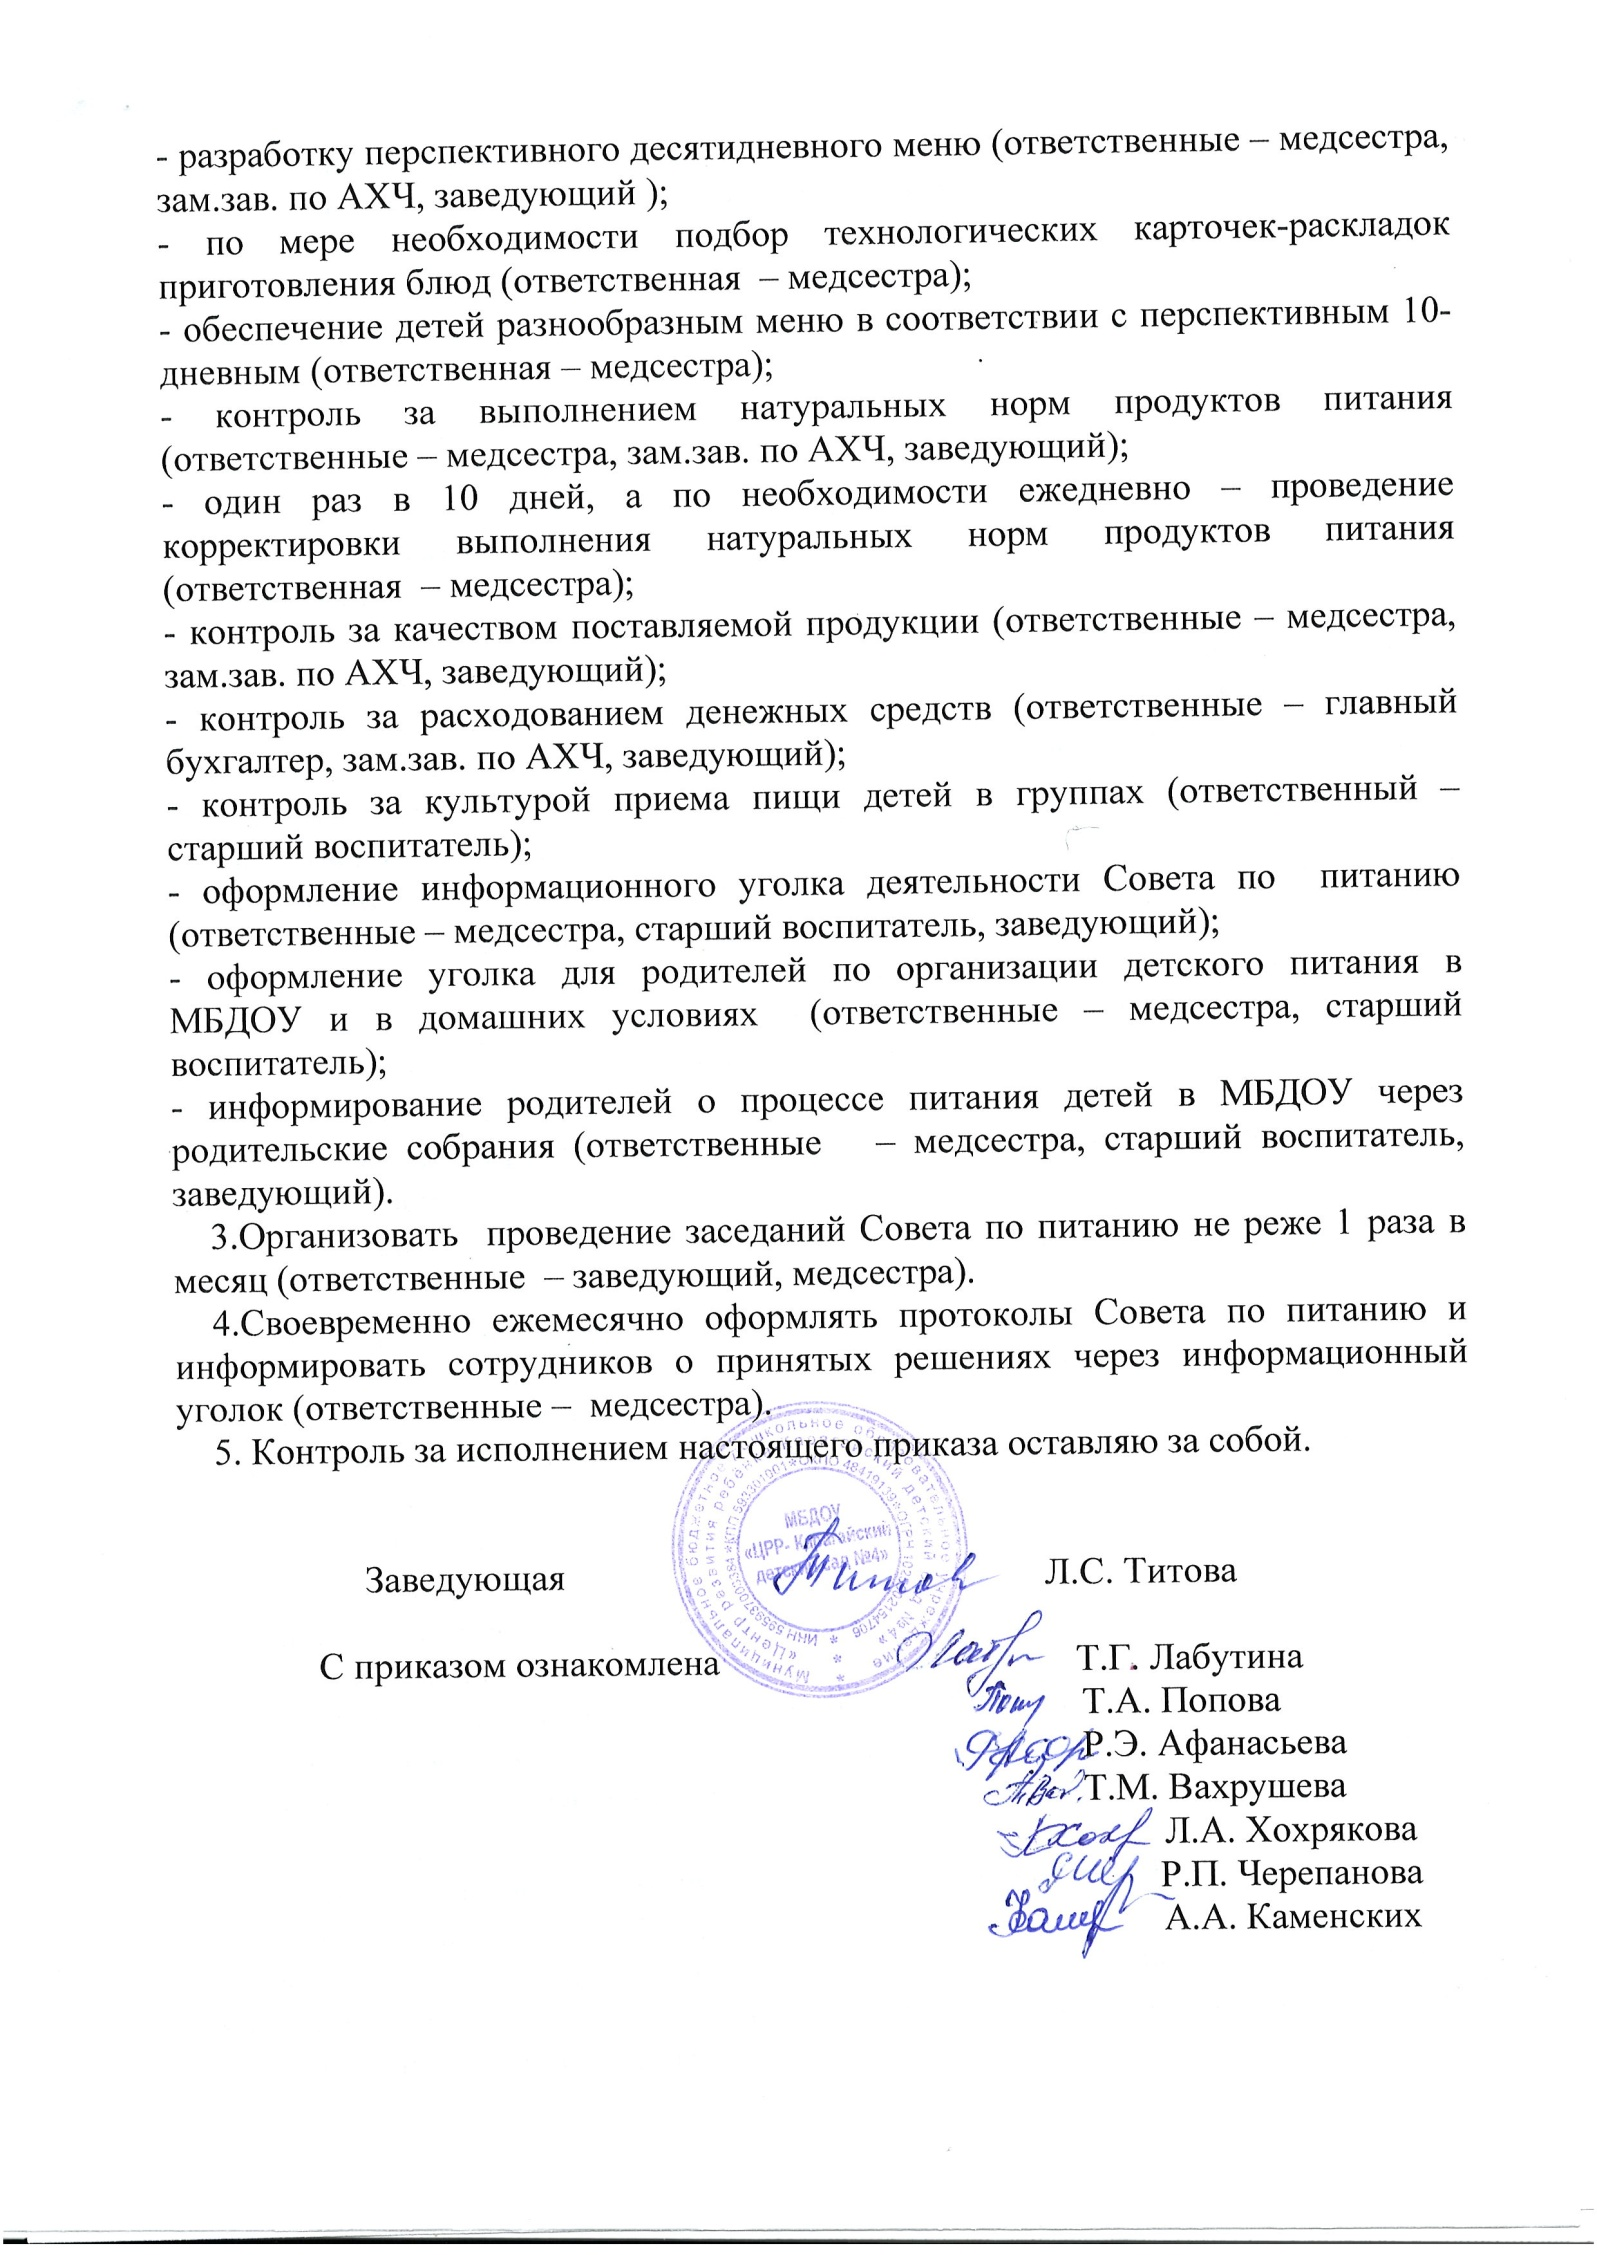 - разработку перспективного десятидневного меню (ответственные – медсестра,
зам.зав. по АХЧ, заведующий );
- по мере необходимости подбор технологических карточек-раскладок
приготовления блюд (ответственная – медсестра);
- обеспечение детей разнообразным меню в соответствии с перспективным 10-
дневным (ответственная – медсестра);
- контроль за выполнением натуральных норм продуктов питания
(ответственные – медсестра, зам.зав. по АХЧ, заведующий);
- один раз в 10 дней, а по необходимости ежедневно – проведение
корректировки выполнения натуральных норм продуктов питания
(ответственная – медсестра);
- контроль за качеством поставляемой продукции (ответственные – медсестра,
зам.зав. по АХЧ, заведующий);
- контроль за расходованием денежных средств (ответственные – главный
бухгалтер, зам.зав. по АХЧ, заведующий);
- контроль за культурой приема пищи детей в группах (ответственный –
старший воспитатель);
- оформление информационного уголка деятельности Совета по питанию
(ответственные – медсестра, старший воспитатель, заведующий);
- оформление уголка для родителей по организации детского питания в
МБДОУ и в домашних условиях (ответственные – медсестра, старший
воспитатель);
- информирование родителей о процессе питания детей в МБДОУ через
родительские собрания (ответственные – медсестра, старший воспитатель,
заведующий).
3.Организовать проведение заседаний Совета по питанию не реже 1 раза в
месяц (ответственные – заведующий, медсестра).
4.Своевременно ежемесячно оформлять протоколы Совета по питанию и
информировать сотрудников о принятых решениях через информационный
уголок (ответственные – медсестра).
5. Контроль за исполнением настоящего приказа оставляю за собой.
МБДОУ
«ЦРР- Карагайский
детский сад №4»
Заведующая Л.С. Титова
С приказом ознакомлена Т.Г. Лабутина
Т.А. Попова
Р.Э. Афанасьева
Т.М. Вахрушева
Л.А. Хохрякова
Р.П. Черепанова
А.А. Каменских